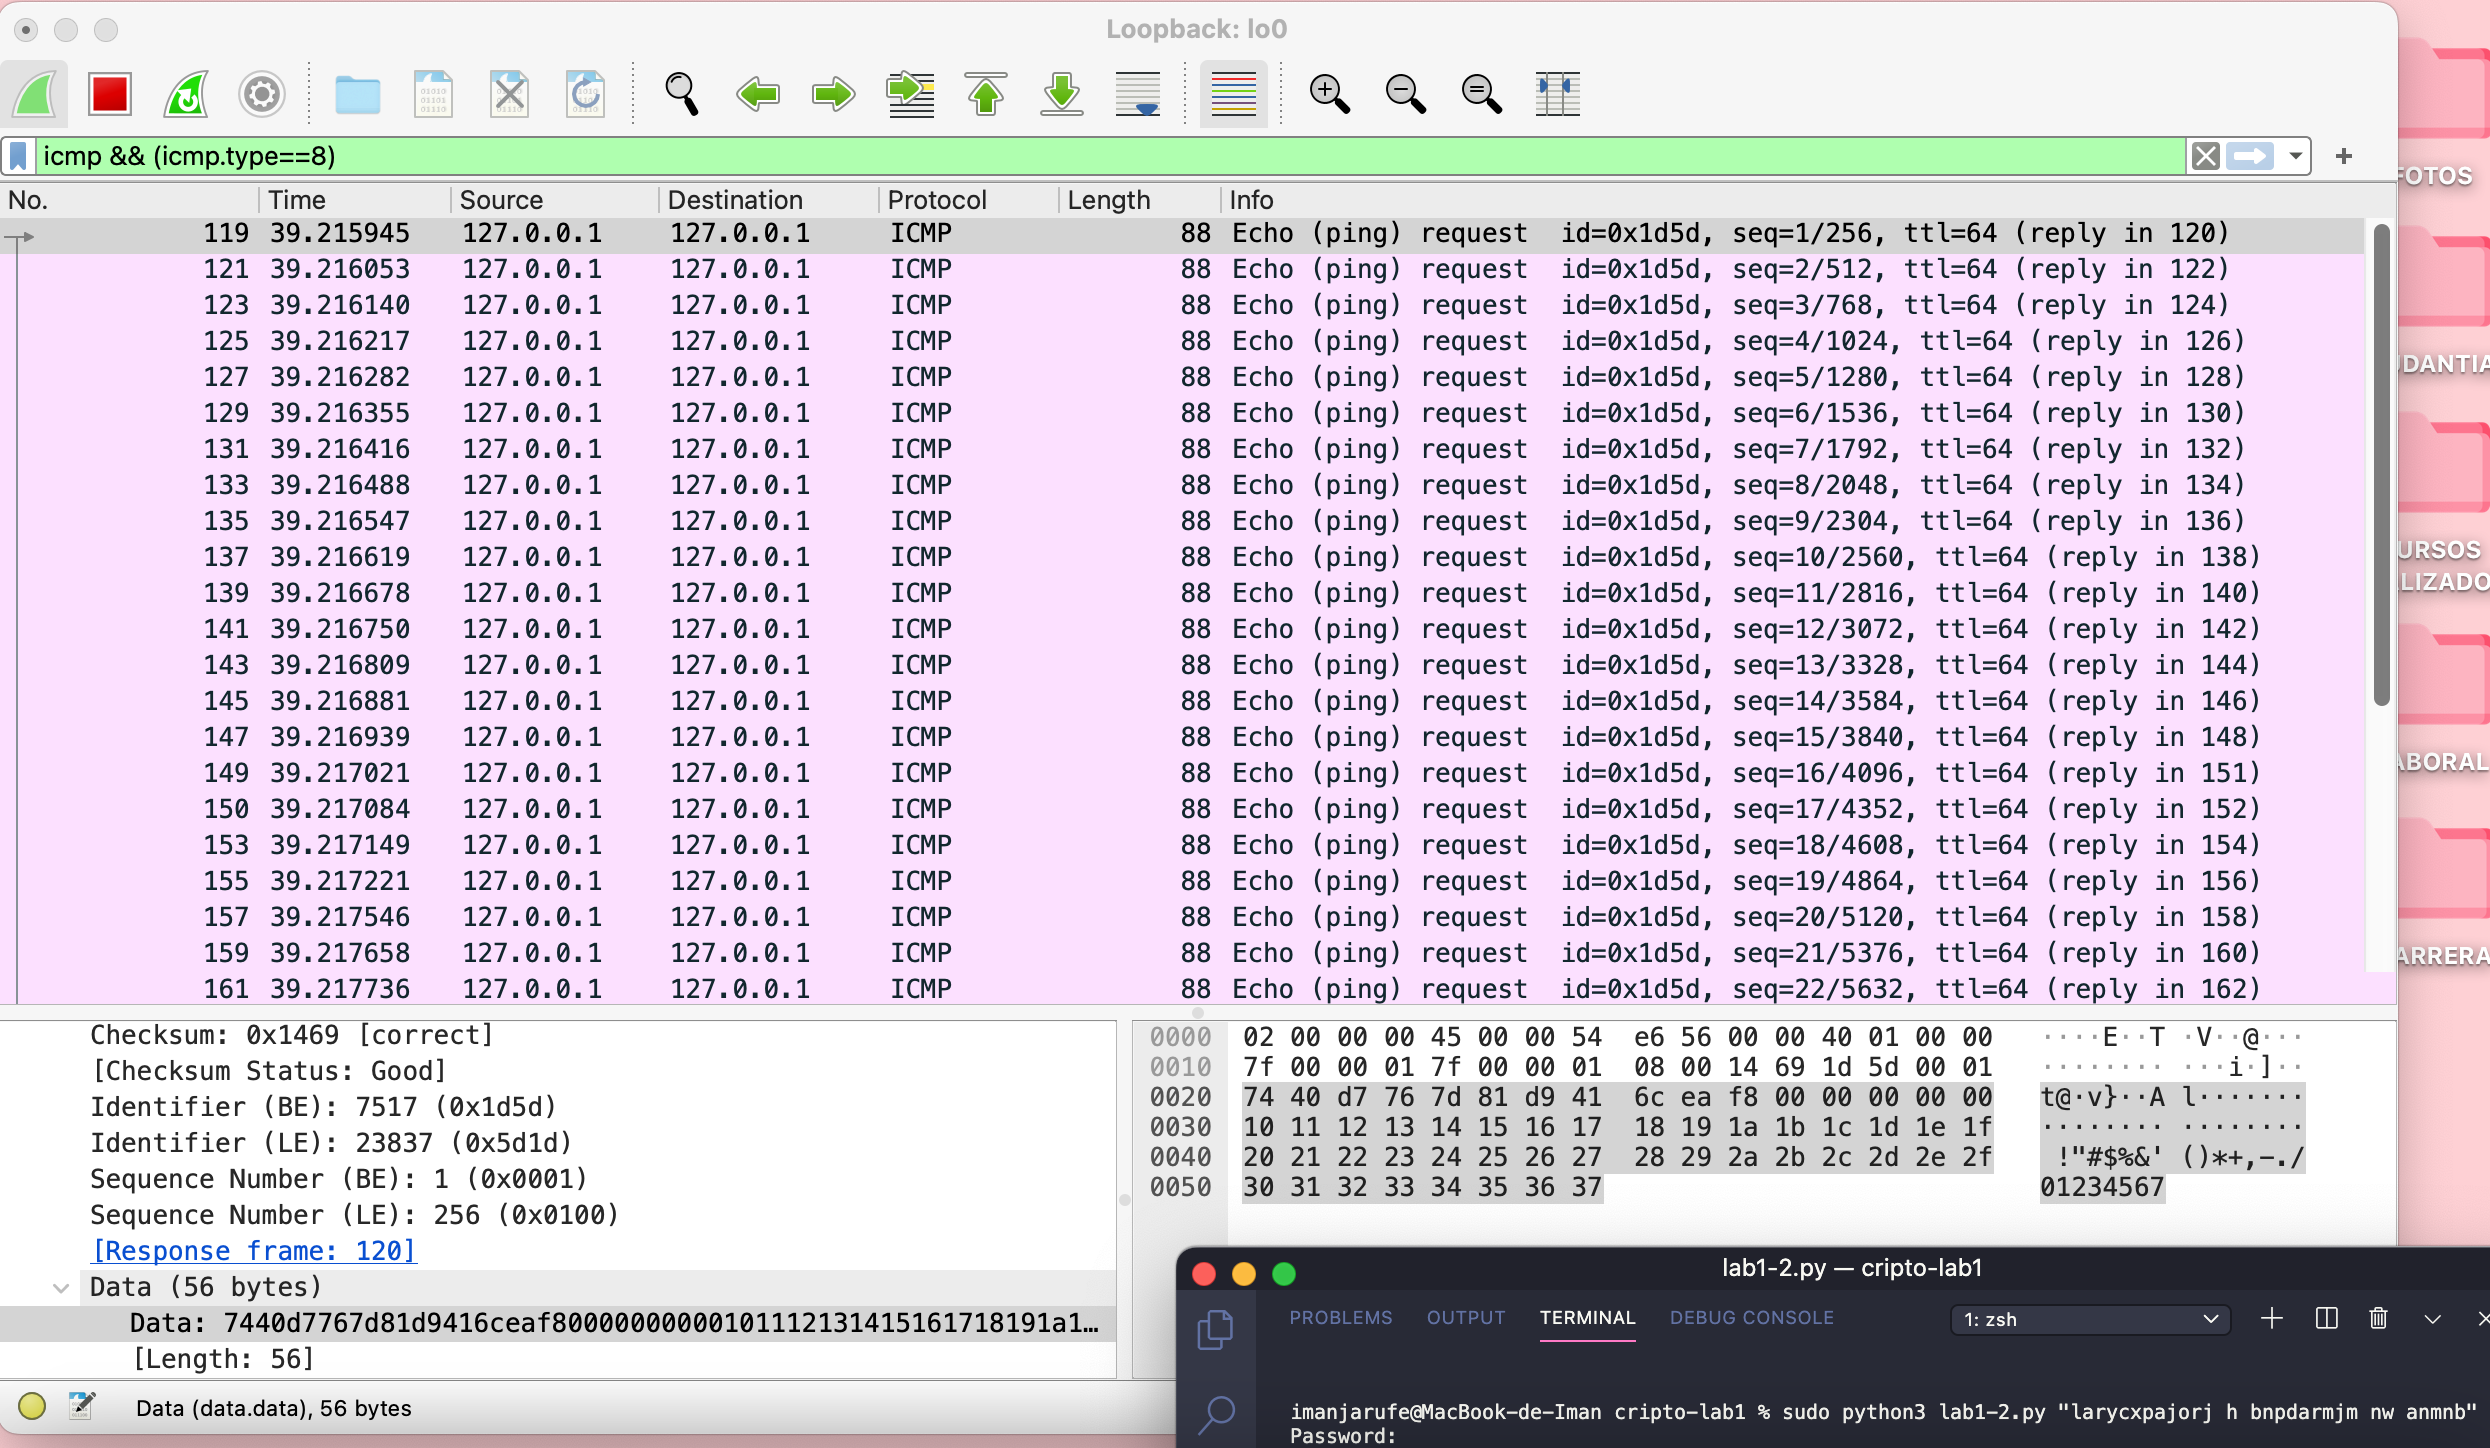 Loopback: lo0
icmp && (icmp.type==8)
No. Time Source Destination Protocol Length Info
119 39.215945 127.0.0.1 127.0.0.1 ICMP 88 Echo (ping) request id=0x1d5d, seq=1/256, ttl=64 (reply in 120)
121 39.216053 127.0.0.1 127.0.0.1 ICMP 88 Echo (ping) request id=0x1d5d, seq=2/512, ttl=64 (reply in 122)
123 39.216140 127.0.0.1 127.0.0.1 ICMP 88 Echo (ping) request id=0x1d5d, seq=3/768, ttl=64 (reply in 124)
125 39.216217 127.0.0.1 127.0.0.1 ICMP 88 Echo (ping) request id=0x1d5d, seq=4/1024, ttl=64 (reply in 126)
127 39.216282 127.0.0.1 127.0.0.1 ICMP 88 Echo (ping) request id=0x1d5d, seq=5/1280, ttl=64 (reply in 128)
129 39.216355 127.0.0.1 127.0.0.1 ICMP 88 Echo (ping) request id=0x1d5d, seq=6/1536, ttl=64 (reply in 130)
131 39.216416 127.0.0.1 127.0.0.1 ICMP 88 Echo (ping) request id=0x1d5d, seq=7/1792, ttl=64 (reply in 132)
133 39.216488 127.0.0.1 127.0.0.1 ICMP 88 Echo (ping) request id=0x1d5d, seq=8/2048, ttl=64 (reply in 134)
135 39.216547 127.0.0.1 127.0.0.1 ICMP 88 Echo (ping) request id=0x1d5d, seq=9/2304, ttl=64 (reply in 136)
137 39.216619 127.0.0.1 127.0.0.1 ICMP 88 Echo (ping) request id=0x1d5d, seq=10/2560, ttl=64 (reply in 138)
139 39.216678 127.0.0.1 127.0.0.1 ICMP 88 Echo (ping) request id=0x1d5d, seq=11/2816, ttl=64 (reply in 140)
141 39.216750 127.0.0.1 127.0.0.1 ICMP 88 Echo (ping) request id=0x1d5d, seq=12/3072, ttl=64 (reply in 142)
143 39.216809 127.0.0.1 127.0.0.1 ICMP 88 Echo (ping) request id=0x1d5d, seq=13/3328, ttl=64 (reply in 144)
145 39.216881 127.0.0.1 127.0.0.1 ICMP 88 Echo (ping) request id=0x1d5d, seq=14/3584, ttl=64 (reply in 146)
147 39.216939 127.0.0.1 127.0.0.1 ICMP 88 Echo (ping) request id=0x1d5d, seq=15/3840, ttl=64 (reply in 148)
149 39.217021 127.0.0.1 127.0.0.1 ICMP 88 Echo (ping) request id=0x1d5d, seq=16/4096, ttl=64 (reply in 151)
150 39.217084 127.0.0.1 127.0.0.1 ICMP 88 Echo (ping) request id=0x1d5d, seq=17/4352, ttl=64 (reply in 152)
153 39.217149 127.0.0.1 127.0.0.1 ICMP 88 Echo (ping) request id=0x1d5d, seq=18/4608, ttl=64 (reply in 154)
155 39.217221 127.0.0.1 127.0.0.1 ICMP 88 Echo (ping) request id=0x1d5d, seq=19/4864, ttl=64 (reply in 156)
157 39.217546 127.0.0.1 127.0.0.1 ICMP 88 Echo (ping) request id=0x1d5d, seq=20/5120, ttl=64 (reply in 158)
159 39.217658 127.0.0.1 127.0.0.1 ICMP 88 Echo (ping) request id=0x1d5d, seq=21/5376, ttl=64 (reply in 160)
161 39.217736 127.0.0.1 127.0.0.1 ICMP 88 Echo (ping) request id=0x1d5d, seq=22/5632, ttl=64 (reply in 162)
FOTOS
UDANTIA
URSOS
LIZADO
ABORAL
ARRERA
Checksum: 0x1469 [correct]
[Checksum Status: Good]
Identifier (BE): 7517 (0x1d5d)
Identifier (LE): 23837 (0x5d1d)
Sequence Number (BE): 1 (0x0001)
Sequence Number (LE): 256 (0x0100)
[Response frame: 120]
Data (56 bytes)
Data: 7440d7767d81d9416ceaf80000000000101112131415161718191a1…
[Length: 56]
0000 02 00 00 00 45 00 00 54 e6 56 00 00 40 01 00 00 ····E··T ·V··@···
0010 7f 00 00 01 7f 00 00 01 08 00 14 69 1d 5d 00 01 ········ ···i·]··
0020 74 40 d7 76 7d 81 d9 41 6c ea f8 00 00 00 00 00 t@·v}··A l·······
0030 10 11 12 13 14 15 16 17 18 19 1a 1b 1c 1d 1e 1f ········ ········
0040 20 21 22 23 24 25 26 27 28 29 2a 2b 2c 2d 2e 2f !"#$%&' ()*+,-./
0050 30 31 32 33 34 35 36 37 01234567
Data (data.data), 56 bytes
lab1-2.py — cripto-lab1
PROBLEMS OUTPUT TERMINAL DEBUG CONSOLE 1: zsh
imanjarufe@MacBook-de-Iman cripto-lab1 % sudo python3 lab1-2.py "larycxpajorj h bnpdarmjm nw anmnb"
Password: